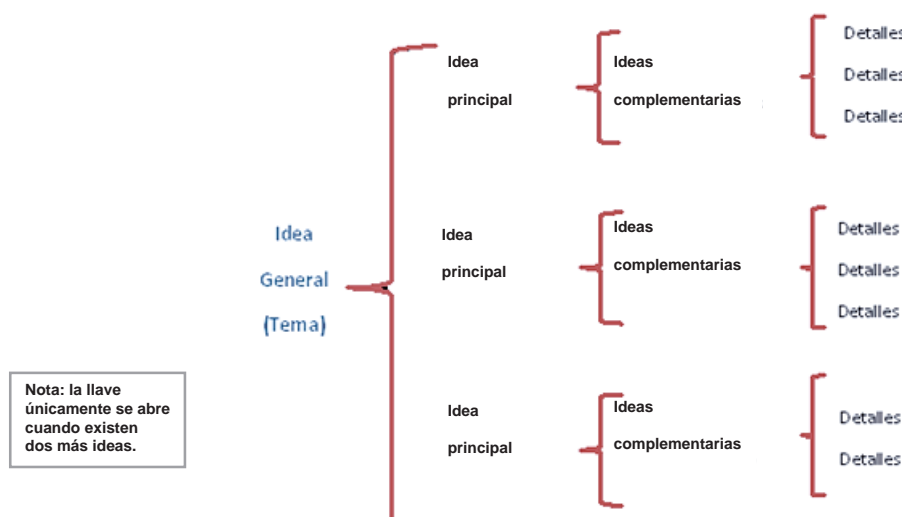 Idea
principal
Ideas
complementarias
Detalles
Detalles
Detalles
Idea
General
(Tema)
Idea
principal
Ideas
complementarias
Detalles
Detalles
Detalles
Nota: la llave
únicamente se abre
cuando existen
dos más ideas.
Idea
principal
Ideas
complementarias
Detalles
Detalles